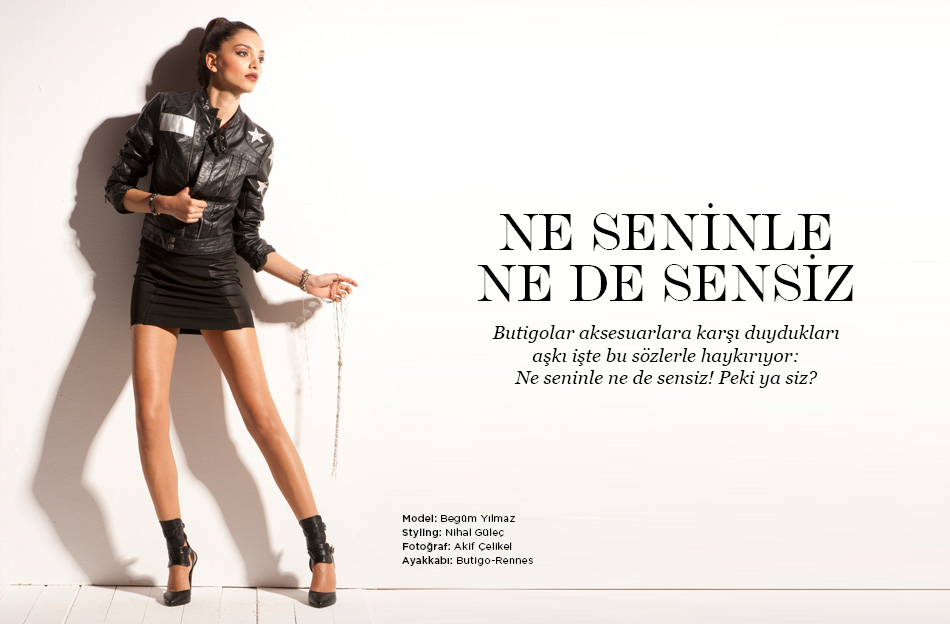 NE SENİNLE
NE DE SENSİZ
Butigolar aksesuarlara karşı duydukları
aşkı işte bu sözlerle haykırıyor:
Ne seninle ne de sensiz! Peki ya siz?
Model: Begüm Yılmaz
Styling: Nihal Güleç
Fotoğraf: Akif Çelikel
Ayakkabı: Butigo-Rennes